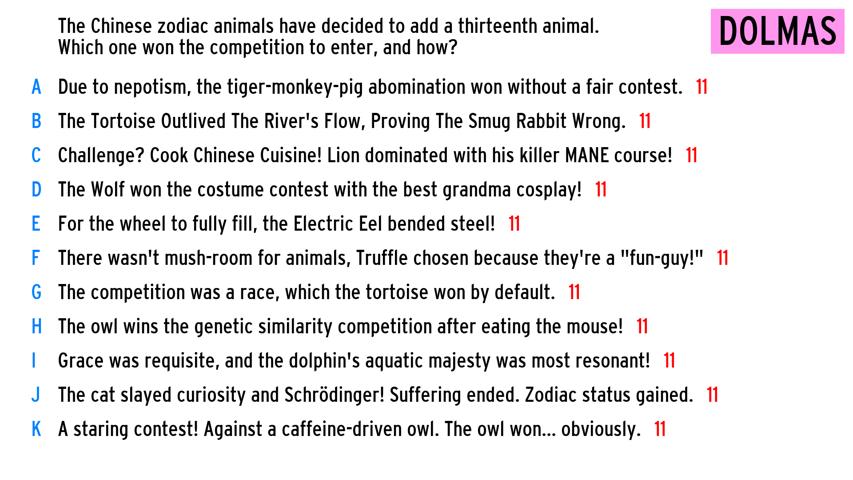 The Chinese zodiac animals have decided to add a thirteenth animal.
Which one won the competition to enter, and how?
DOLMAS
A Due to nepotism, the tiger-monkey-pig abomination won without a fair contest. 11
B The Tortoise Outlived The River's Flow, Proving The Smug Rabbit Wrong. 11
C Challenge? Cook Chinese Cuisine! Lion dominated with his killer MANE course! 11
D The Wolf won the costume contest with the best grandma cosplay! 11
E For the wheel to fully fill, the Electric Eel bended steel! 11
F There wasn't mush-room for animals, Truffle chosen because they're a "fun-guy!" 11
G The competition was a race, which the tortoise won by default. 11
H The owl wins the genetic similarity competition after eating the mouse! 11
I Grace was requisite, and the dolphin's aquatic majesty was most resonant! 11
J The cat slayed curiosity and Schrödinger! Suffering ended. Zodiac status gained. 11
K A staring contest! Against a caffeine-driven owl. The owl won... obviously. 11